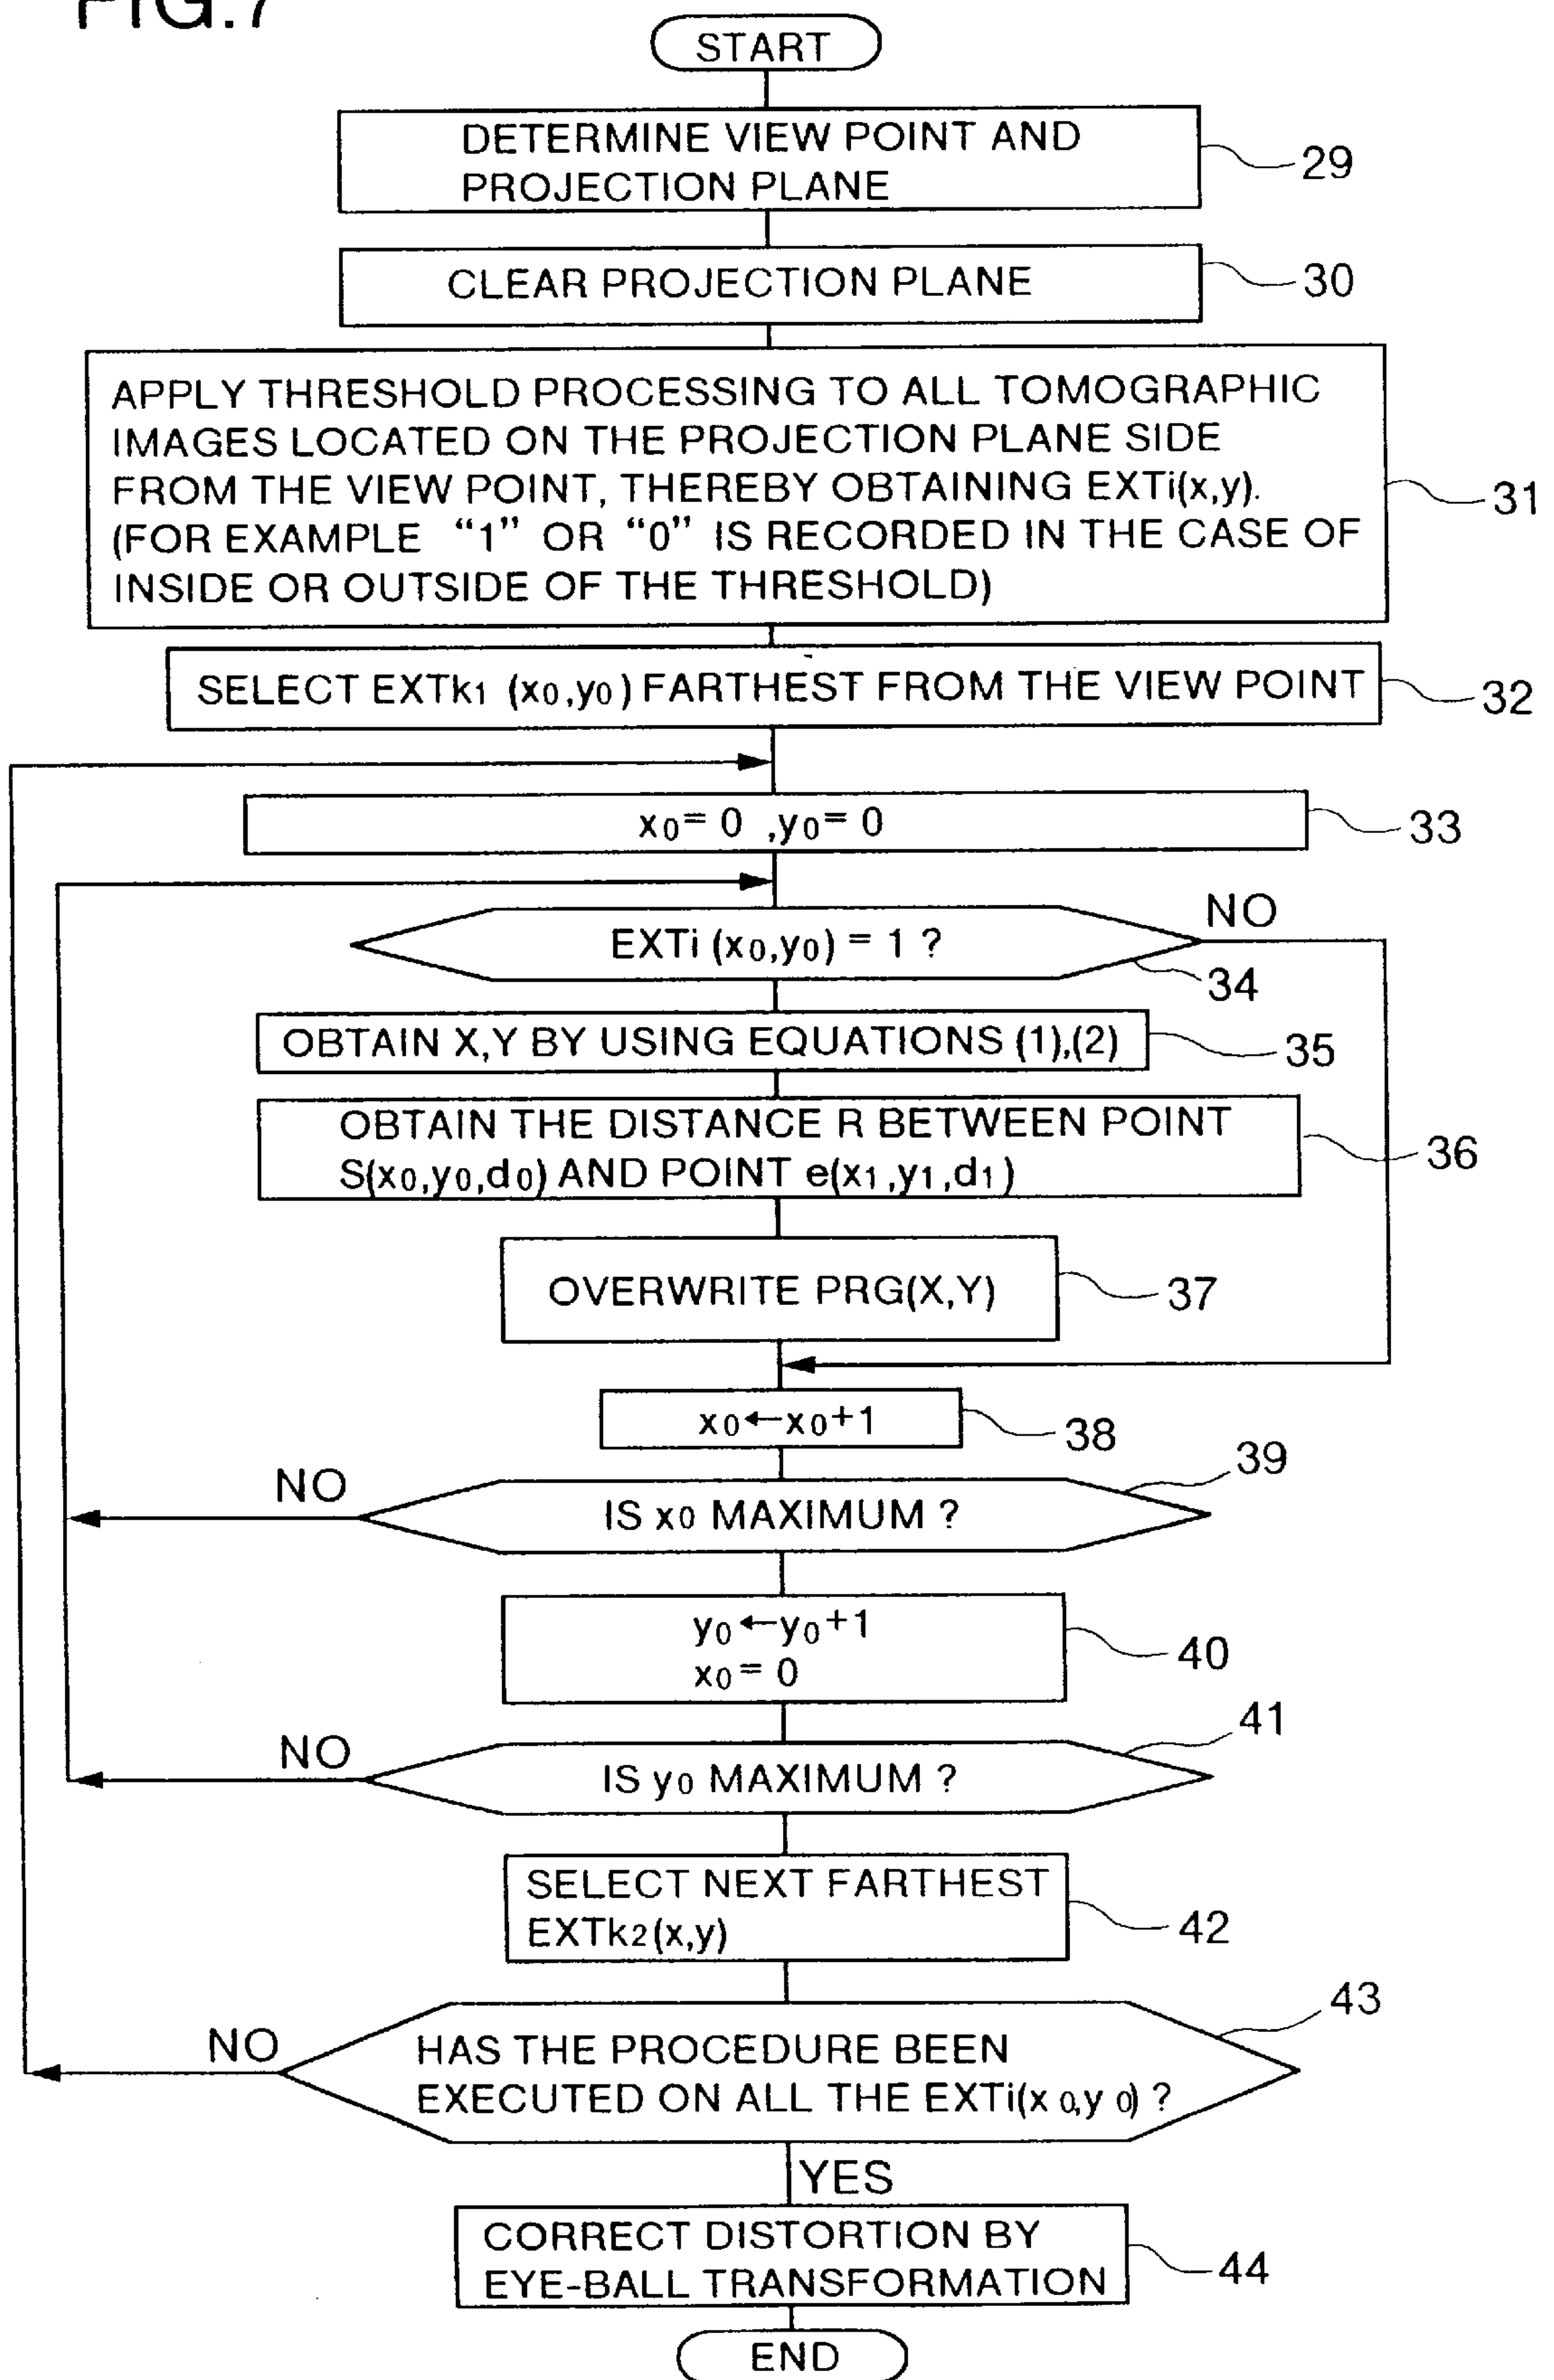 FIG.7
START
DETERMINE VIEW POINT AND
PROJECTION PLANE
29
CLEAR PROJECTION PLANE
30
APPLY THRESHOLD PROCESSING TO ALL TOMOGRAPHIC
IMAGES LOCATED ON THE PROJECTION PLANE SIDE
FROM THE VIEW POINT, THEREBY OBTAINING EXTi(x,y).
(FOR EXAMPLE "1" OR "0" IS RECORDED IN THE CASE OF
INSIDE OR OUTSIDE OF THE THRESHOLD)
31
SELECT EXTk1 (x0,y0) FARTHEST FROM THE VIEW POINT
32
x0= 0 ,y0= 0
33
NO
EXTi (x0,y0) = 1 ?
34
OBTAIN X,Y BY USING EQUATIONS (1),(2)
35
OBTAIN THE DISTANCE R BETWEEN POINT
S(x0,y0,d0) AND POINT e(x1,y1,d1)
36
OVERWRITE PRG(X,Y)
37
x0←x0+1
38
39
NO
IS x0 MAXIMUM ?
y0←y0+1
x0= 0
40
41
NO
IS y0 MAXIMUM ?
SELECT NEXT FARTHEST
EXTk2(x,y)
42
43
NO
HAS THE PROCEDURE BEEN
EXECUTED ON ALL THE EXTi(x 0,y 0) ?
YES
CORRECT DISTORTION BY
EYE-BALL TRANSFORMATION
44
END